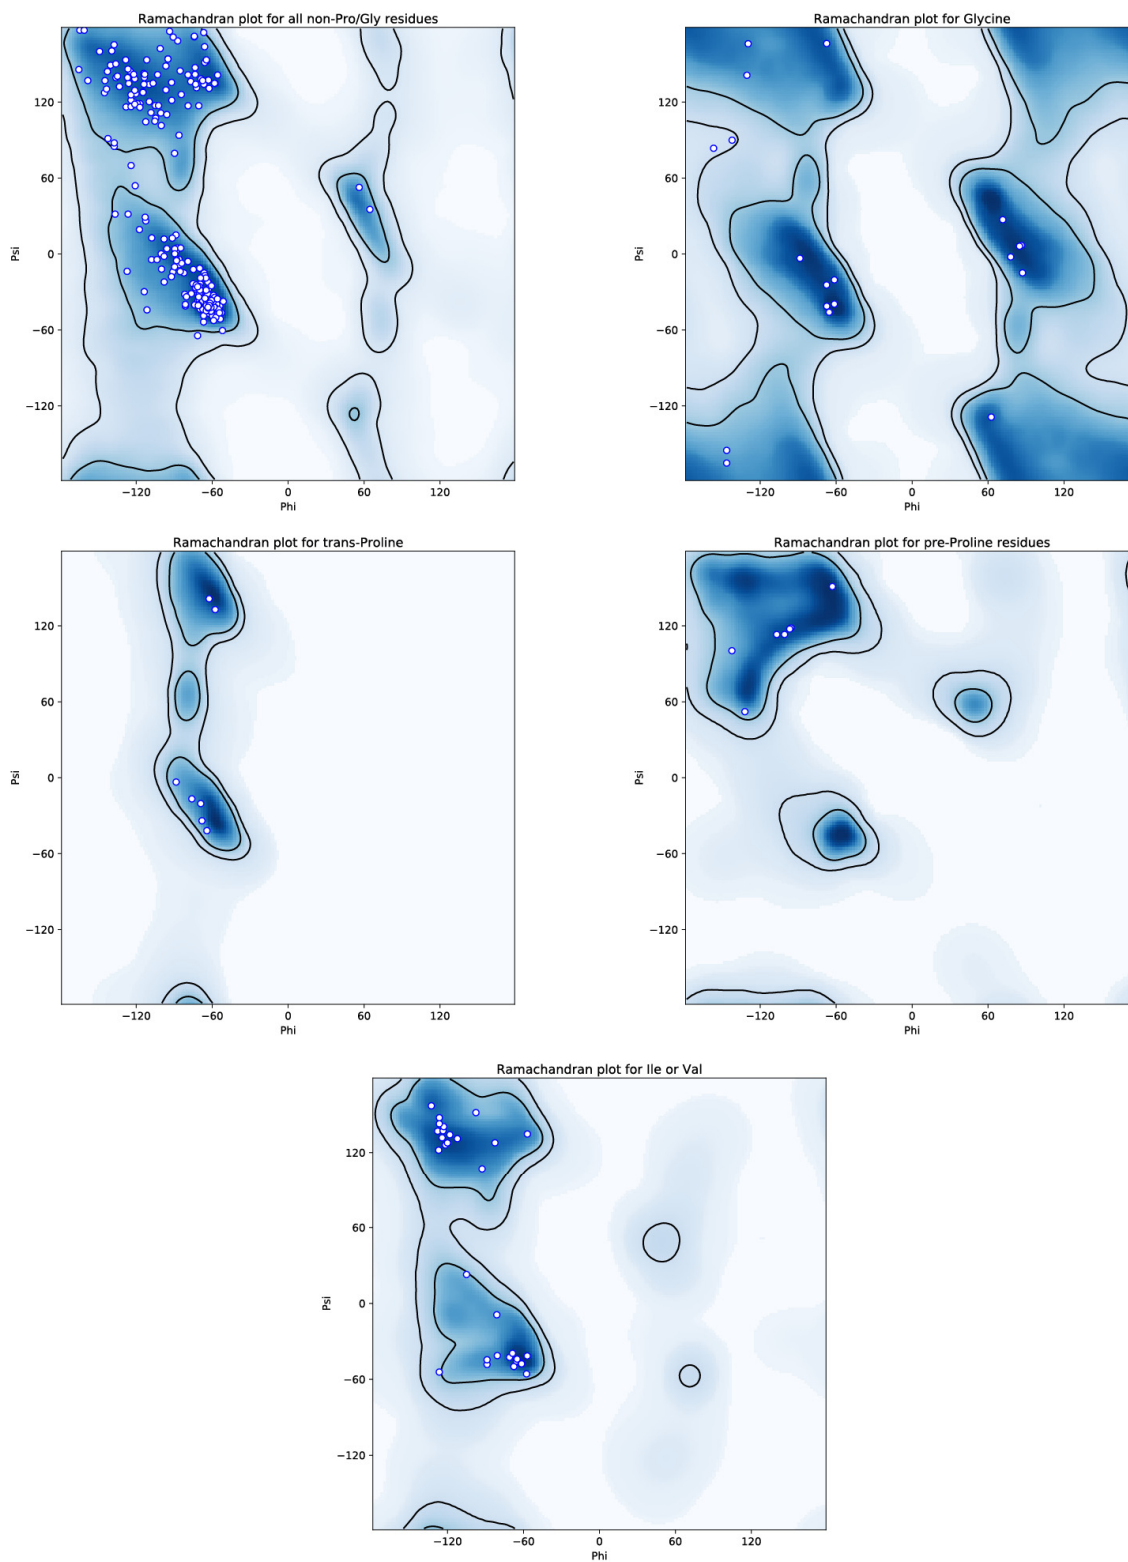 Ramachandran plot for all non-Pro/Gly residues
120
60
0
−60
−120
Psi
−120 −60 0 60 120
Phi
Ramachandran plot for Glycine
120
60
0
−60
−120
Psi
−120 −60 0 60 120
Phi
Ramachandran plot for trans-Proline
120
60
0
−60
−120
Psi
−120 −60 0 60 120
Phi
Ramachandran plot for pre-Proline residues
120
60
0
−60
−120
Psi
−120 −60 0 60 120
Phi
Ramachandran plot for Ile or Val
120
60
0
−60
−120
Psi
−120 −60 0 60 120
Phi